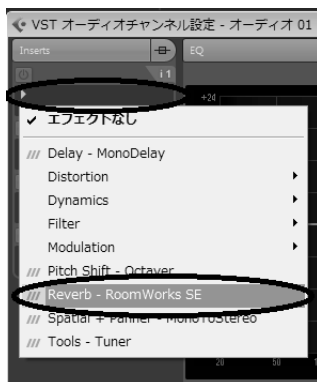 VST オーディオチャンネル設定 - オーディオ 01
Inserts
EQ
i 1
+24
エフェクトなし
Delay - MonoDelay
Distortion
Dynamics
Filter
Modulation
Pitch Shift - Octaver
Reverb - RoomWorks SE
Spatial + Panner - MonoToStereo
Tools - Tuner
20 50